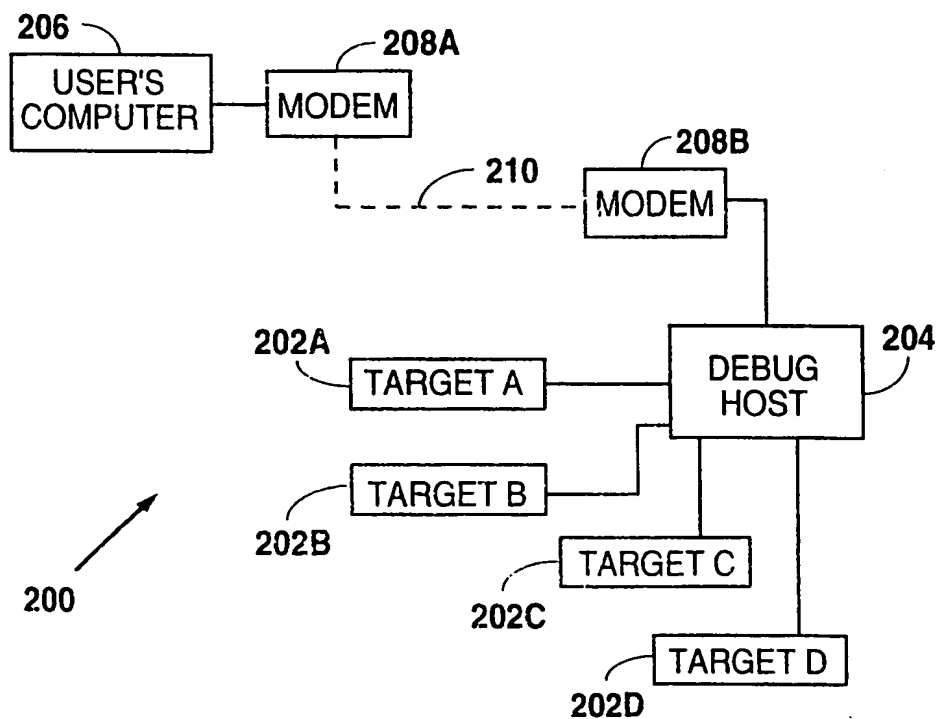 206
208A
USER'S
COMPUTER
MODEM
208B
210
MODEM
202A
204
TARGET A
DEBUG
HOST
TARGET B
202B
TARGET C
200
202C
TARGET D
202D